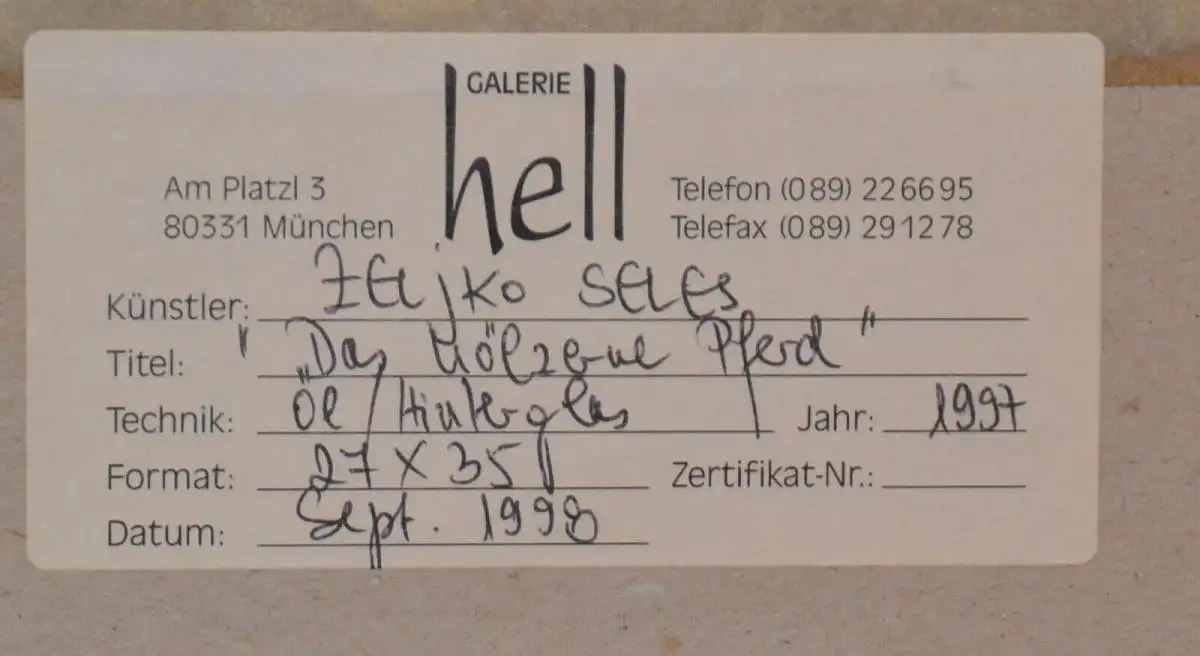 GALERIE
hell
Am Platzl 3
80331 München
Telefon (089) 226695
Telefax (089) 291278
Künstler: ZELJKO SELES
Titel: „Das hölzerne Pferd"
Technik: Öl / Hinterglas Jahr: 1997
Format: 27 x 35 Zertifikat-Nr.:
Datum: Sept. 1998